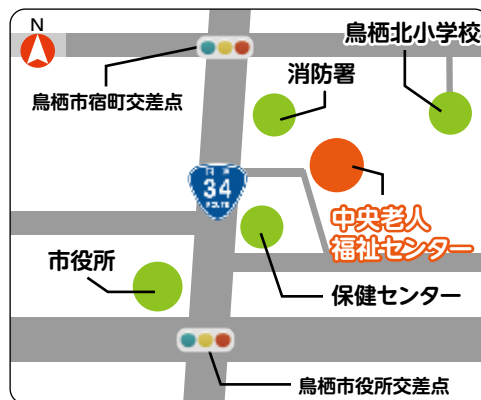 N
鳥栖北小学校
消防署
鳥栖市宿町交差点
34
中央老人
福祉センター
市役所
保健センター
鳥栖市役所交差点